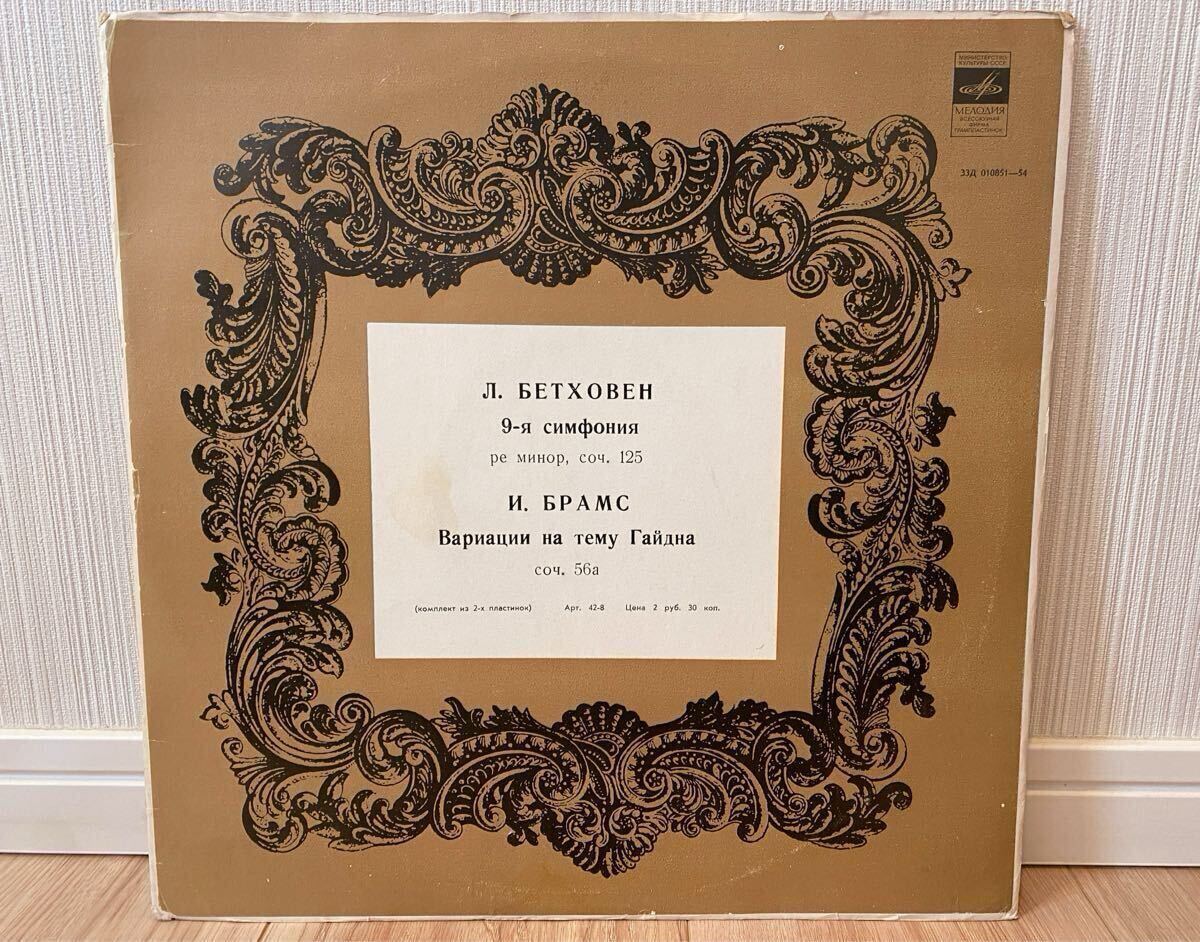 МИНИСТЕРСТВО
КУЛЬТУРЫ СССР
МЕЛОДИЯ
ВСЕСОЮЗНАЯ
ФИРМА
ГРАМПЛАСТИНОК
33Д 010851—54
Л. БЕТХОВЕН
9-я симфония
ре минор, соч. 125
И. БРАМС
Вариации на тему Гайдна
соч. 56а
(комплект из 2-х пластинок) Арт. 42-8 Цена 2 руб. 30 коп.